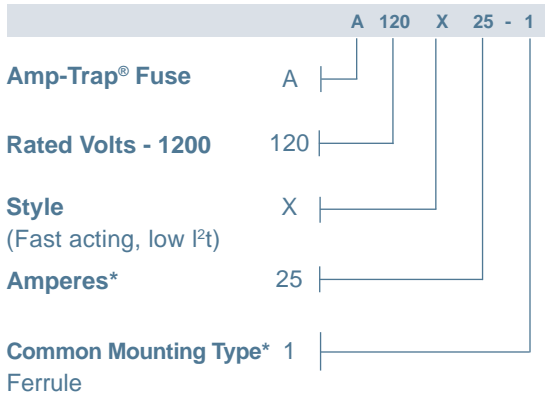 A 120 X 25 - 1
Amp-Trap® Fuse A
Rated Volts - 1200 120
Style X
(Fast acting, low I²t)
Amperes* 25
Common Mounting Type* 1
Ferrule